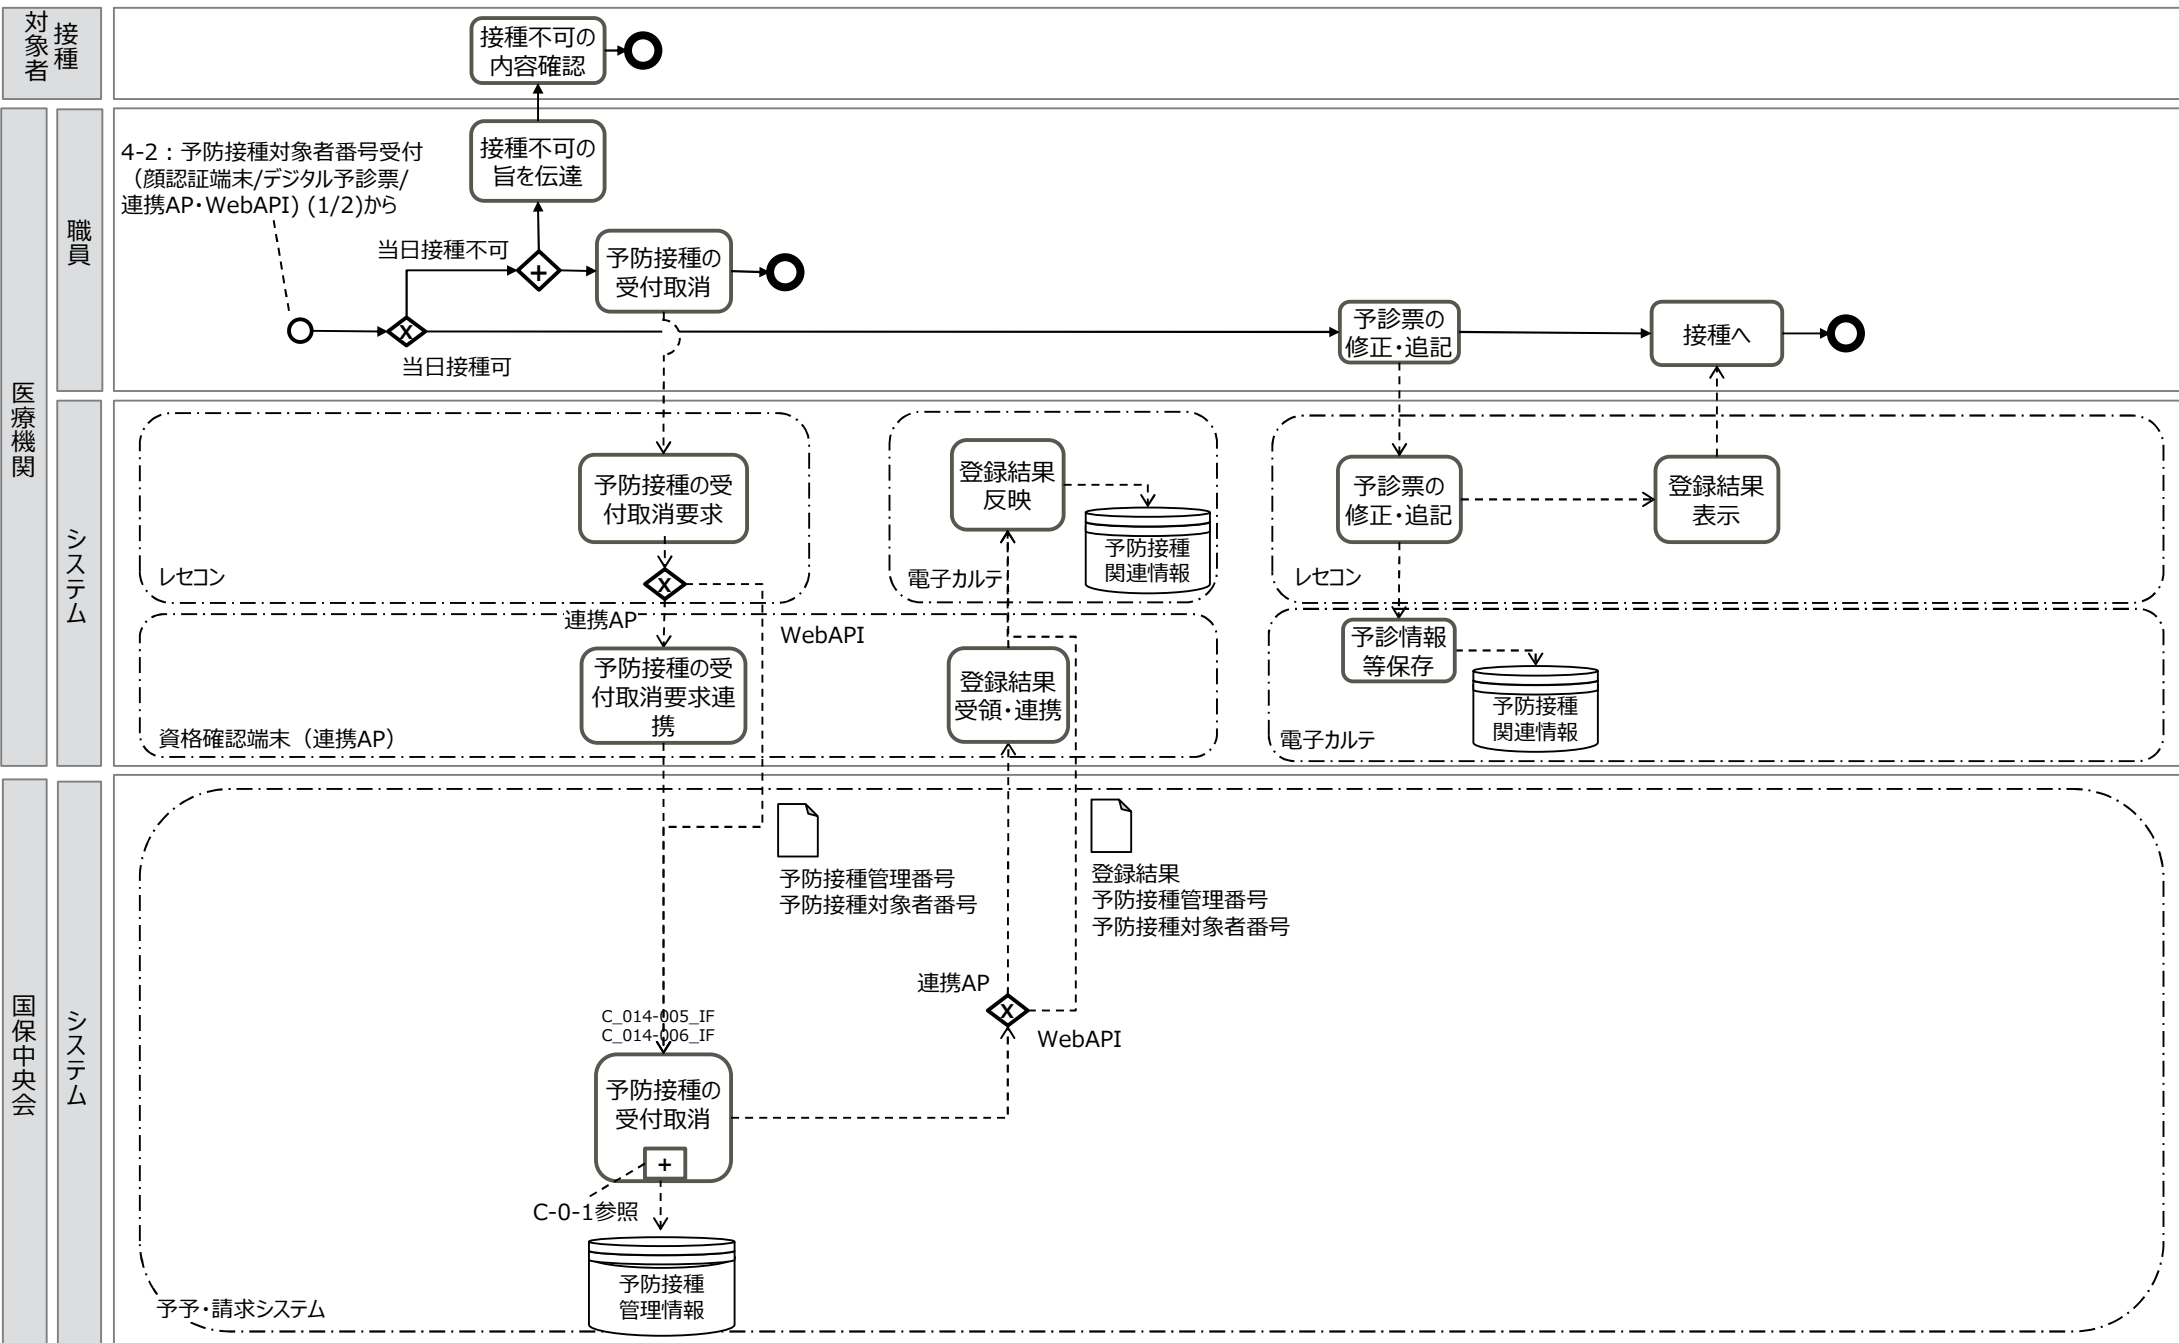 接種
対象者
接種不可の
内容確認
医療機関
職員
4-2：予防接種対象者番号受付
（顔認証端末/デジタル予診票/
連携AP・WebAPI）(1/2)から
接種不可の
旨を伝達
当日接種不可
+
予防接種の
受付取消
X
当日接種可
予診票の
修正・追記
接種へ
システム
予防接種の受
付取消要求
レセコン
X
連携AP
WebAPI
登録結果
反映
予防接種
関連情報
電子カルテ
予診票の
修正・追記
登録結果
表示
レセコン
予防接種の受
付取消要求連
携
資格確認端末（連携AP）
登録結果
受領・連携
予診情報
等保存
予防接種
関連情報
電子カルテ
国保中央会
システム
予防接種管理番号
予防接種対象者番号
登録結果
予防接種管理番号
予防接種対象者番号
連携AP
X
WebAPI
C_014-005_IF
C_014-006_IF
予防接種の
受付取消
+
C-0-1参照
予防接種
管理情報
予予・請求システム